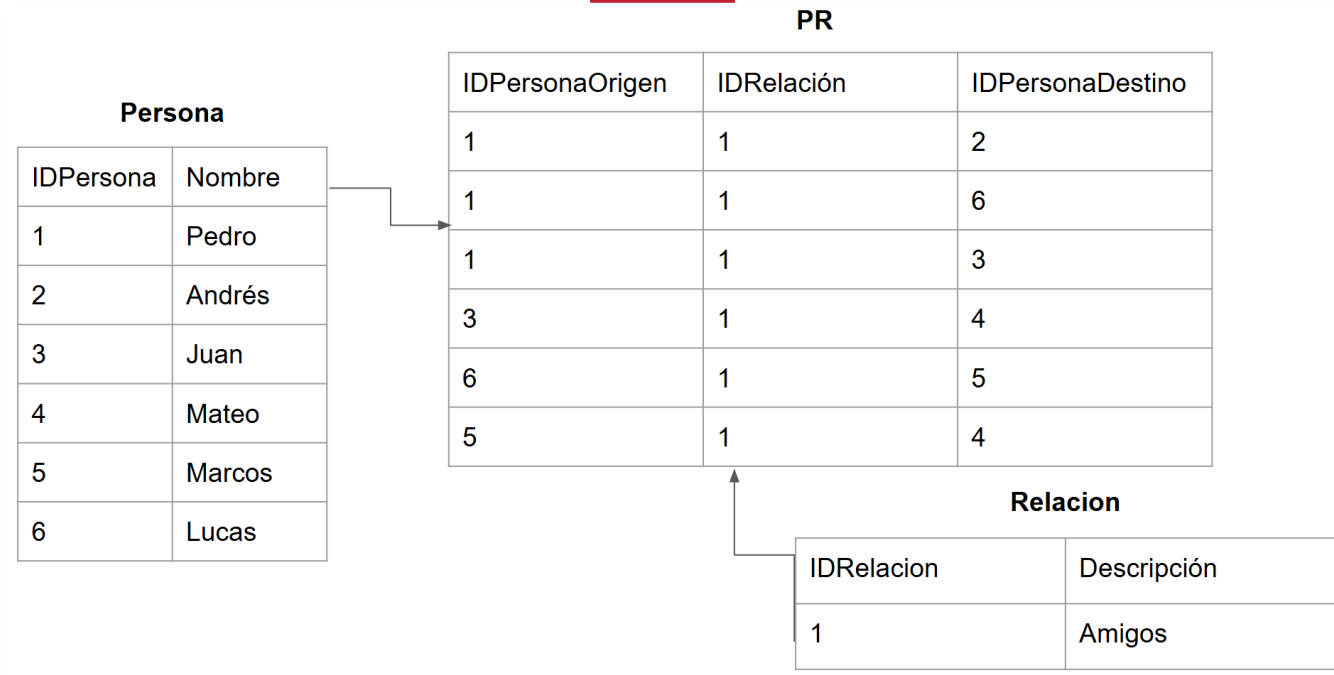 PR
IDPersonaOrigen IDRelación IDPersonaDestino
1 1 2
1 1 6
1 1 3
3 1 4
6 1 5
5 1 4
Persona
IDPersona Nombre
1 Pedro
2 Andrés
3 Juan
4 Mateo
5 Marcos
6 Lucas
Relacion
IDRelacion Descripción
1 Amigos